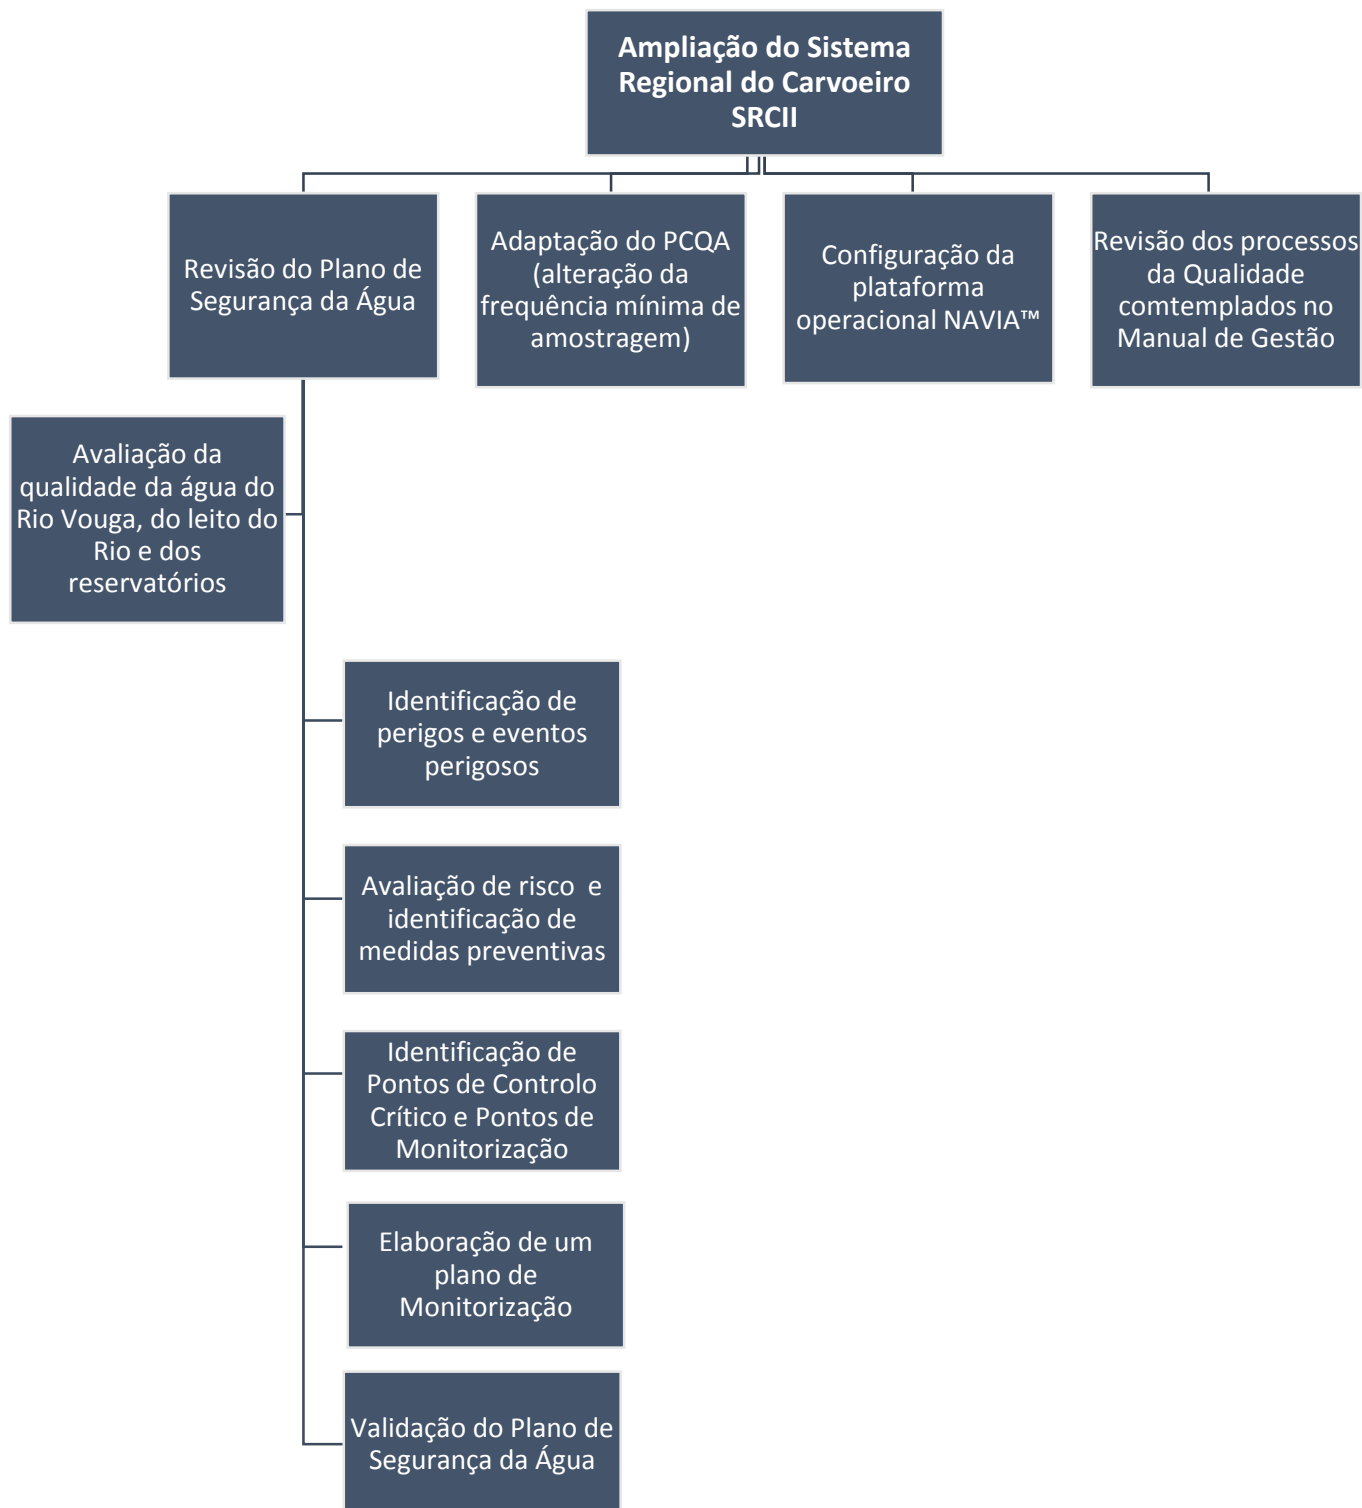 Ampliação do Sistema
Regional do Carvoeiro
SRCII
Revisão do Plano de
Segurança da Água
Adaptação do PCQA
(alteração da
frequência mínima de
amostragem)
Configuração da
plataforma
operacional NAVIA™
Revisão dos processos
da Qualidade
comtemplados no
Manual de Gestão
Avaliação da
qualidade da água do
Rio Vouga, do leito do
Rio e dos
reservatórios
Identificação de
perigos e eventos
perigosos
Avaliação de risco e
identificação de
medidas preventivas
Identificação de
Pontos de Controlo
Crítico e Pontos de
Monitorização
Elaboração de um
plano de
Monitorização
Validação do Plano de
Segurança da Água